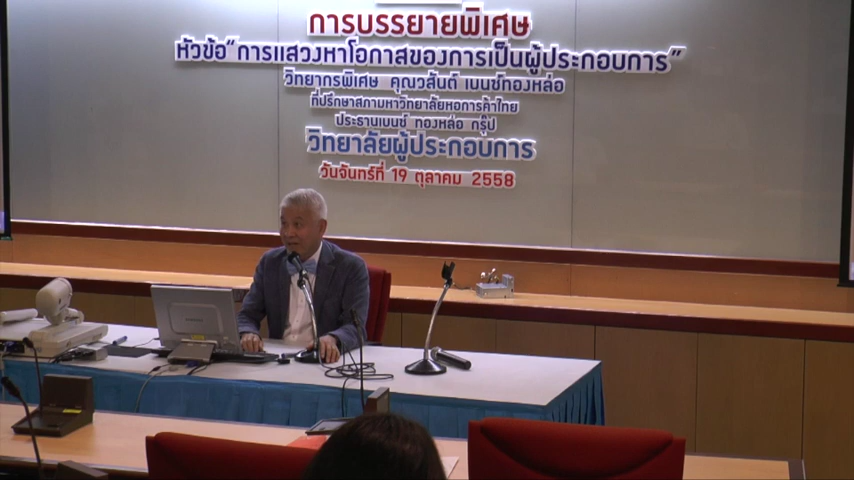 การบรรยายพิเศษ
หัวข้อ“การแสวงหาโอกาสของการเป็นผู้ประกอบการ”
วิทยากรพิเศษ คุณวสันต์ เบนซ์ทองหล่อ
ที่ปรึกษาสภามหาวิทยาลัยหอการค้าไทย
ประธานเบนซ์ ทองหล่อ กรุ๊ป
วิทยาลัยผู้ประกอบการ
วันจันทร์ที่ 19 ตุลาคม 2558